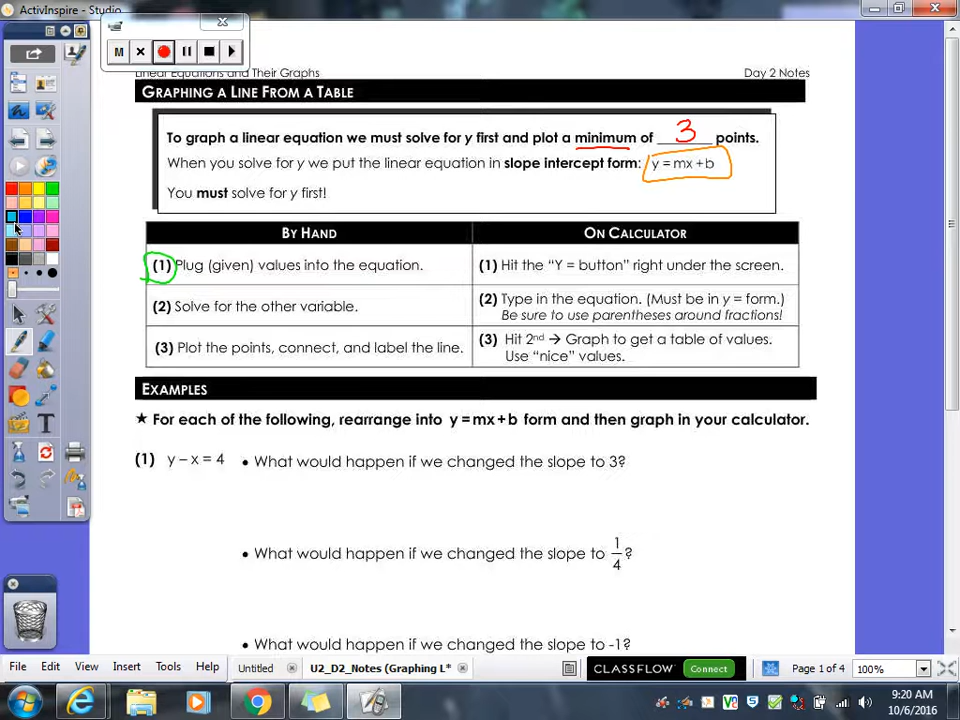 ActivInspire - Studio
M
Linear Equations and Their Graphs Day 2 Notes
GRAPHING A LINE FROM A TABLE
To graph a linear equation we must solve for y first and plot a minimum of 3 points.
When you solve for y we put the linear equation in slope intercept form: y = mx + b
You must solve for y first!
BY HAND
ON CALCULATOR
(1) Plug (given) values into the equation.
(1) Hit the “Y = button” right under the screen.
(2) Solve for the other variable.
(2) Type in the equation. (Must be in y = form.)
Be sure to use parentheses around fractions!
(3) Plot the points, connect, and label the line.
(3) Hit 2nd → Graph to get a table of values.
Use “nice” values.
EXAMPLES
★ For each of the following, rearrange into y = mx + b form and then graph in your calculator.
(1) y – x = 4 • What would happen if we changed the slope to 3?
• What would happen if we changed the slope to 1/4?
• What would happen if we changed the slope to -1?
File Edit View Insert Tools Help Untitled U2_D2_Notes (Graphing L* CLASSFLOW Connect Page 1 of 4 100%
9:20 AM
10/6/2016